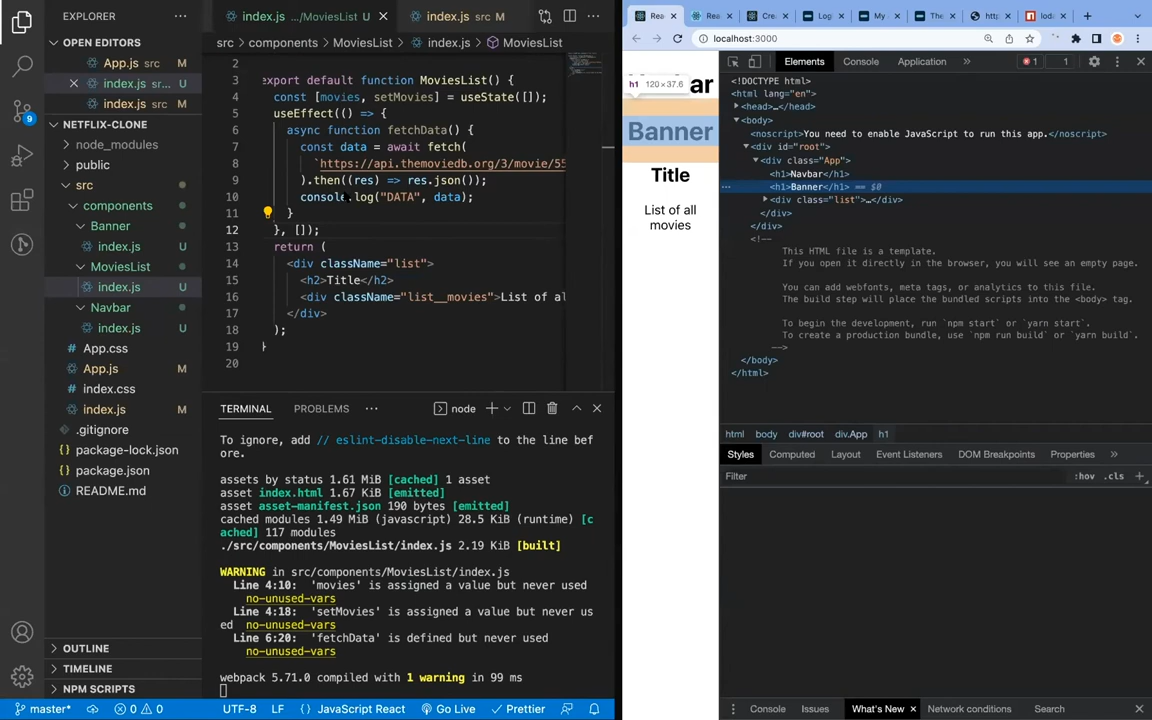 EXPLORER
OPEN EDITORS
App.js src M
index.js sr... U
index.js src M
NETFLIX-CLONE
node_modules
public
src
components
Banner
index.js U
MoviesList
index.js U
Navbar
index.js U
App.css
App.js M
index.css
index.js M
.gitignore
package-lock.json
package.json
README.md
OUTLINE
TIMELINE
NPM SCRIPTS
9
index.js .../MoviesList U
index.js src M
src > components > MoviesList > index.js > MoviesList
2
3 export default function MoviesList() {
4 const [movies, setMovies] = useState([]);
5 useEffect(() => {
6 async function fetchData() {
7 const data = await fetch(
8 `https://api.themoviedb.org/3/movie/55
9 ).then((res) => res.json());
10 console.log("DATA", data);
11 }
12 }, []);
13 return (
14 <div className="list">
15 <h2>Title</h2>
16 <div className="list__movies">List of al
17 </div>
18 );
19 }
20
TERMINAL PROBLEMS node
To ignore, add // eslint-disable-next-line to the line bef
ore.
assets by status 1.61 MiB [cached] 1 asset
asset index.html 1.67 KiB [emitted]
asset asset-manifest.json 190 bytes [emitted]
cached modules 1.49 MiB (javascript) 28.5 KiB (runtime) [c
ached] 117 modules
./src/components/MoviesList/index.js 2.19 KiB [built]
WARNING in src/components/MoviesList/index.js
Line 4:10: 'movies' is assigned a value but never used
no-unused-vars
Line 4:18: 'setMovies' is assigned a value but never us
ed no-unused-vars
Line 6:20: 'fetchData' is defined but never used
no-unused-vars
webpack 5.71.0 compiled with 1 warning in 99 ms
master* 0 0 UTF-8 LF JavaScript React Go Live Prettier
Rea Rea Cre Logi My The http loda
localhost:3000
ar
h1 120×37.6
Banner
Title
List of all
movies
Elements Console Application » 1 1
<!DOCTYPE html>
<html lang="en">
<head>…</head>
<body>
<noscript>You need to enable JavaScript to run this app.</noscript>
<div id="root">
<div class="App">
<h1>Navbar</h1>
<h1>Banner</h1> == $0
<div class="list">…</div>
</div>
</div>
<!--
This HTML file is a template.
If you open it directly in the browser, you will see an empty page.
You can add webfonts, meta tags, or analytics to this file.
The build step will place the bundled scripts into the <body> tag.
To begin the development, run `npm start` or `yarn start`.
To create a production bundle, use `npm run build` or `yarn build`.
-->
</body>
</html>
html body div#root div.App h1
Styles Computed Layout Event Listeners DOM Breakpoints Properties »
Filter :hov .cls
Console Issues What's New Network conditions Search